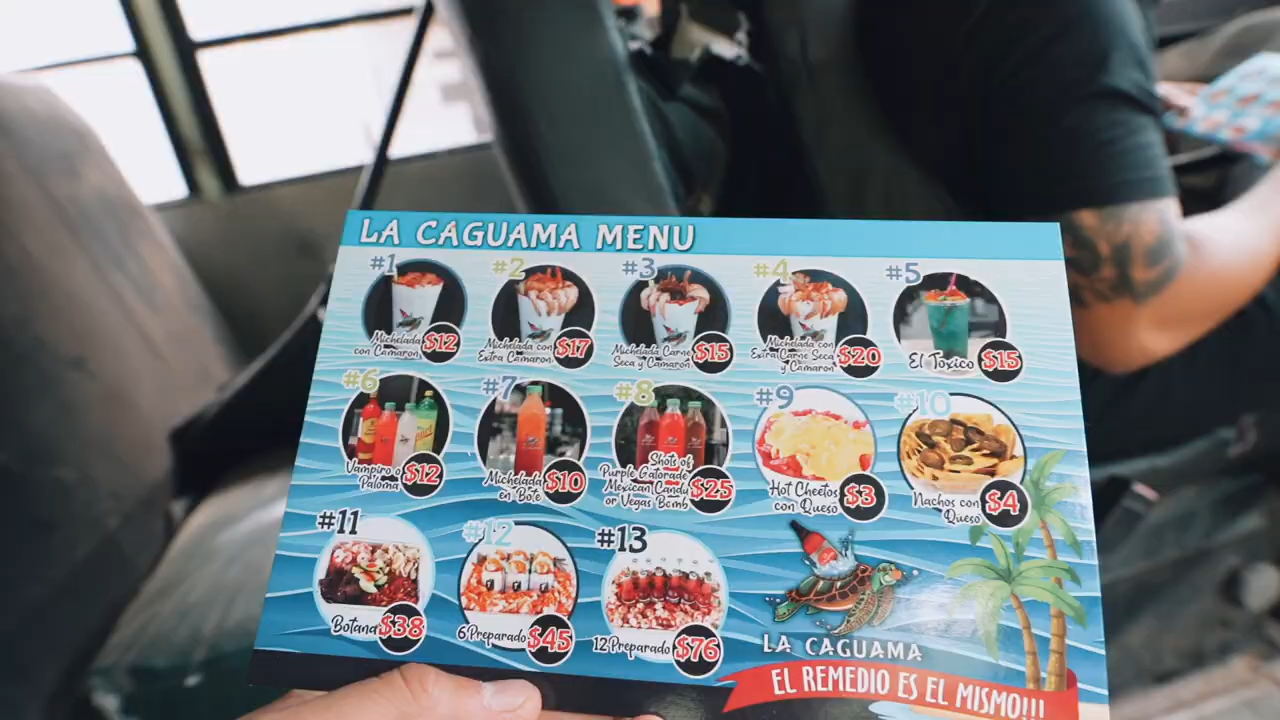 LA CAGUAMA MENU
#1
Michelada
con Camaron
$12
#2
Michelada con
Extra Camaron
$17
#3
Michelada Carne
Seca y Camaron
$15
#4
Michelada con
Extra Carne Seca
y Camaron
$20
#5
El Toxico
$15
#6
Vampiro o
Paloma
$12
#7
Michelada
en Bote
$10
#8
Shots of
Purple Gatorade
Mexican Candy
or Vegas Bomb
$25
#9
Hot Cheetos
con Queso
$3
#10
Nachos con
Queso
$4
#11
Botana
$38
#12
6 Preparado
$45
#13
12 Preparado
$76
LA CAGUAMA
EL REMEDIO ES EL MISMO!!!